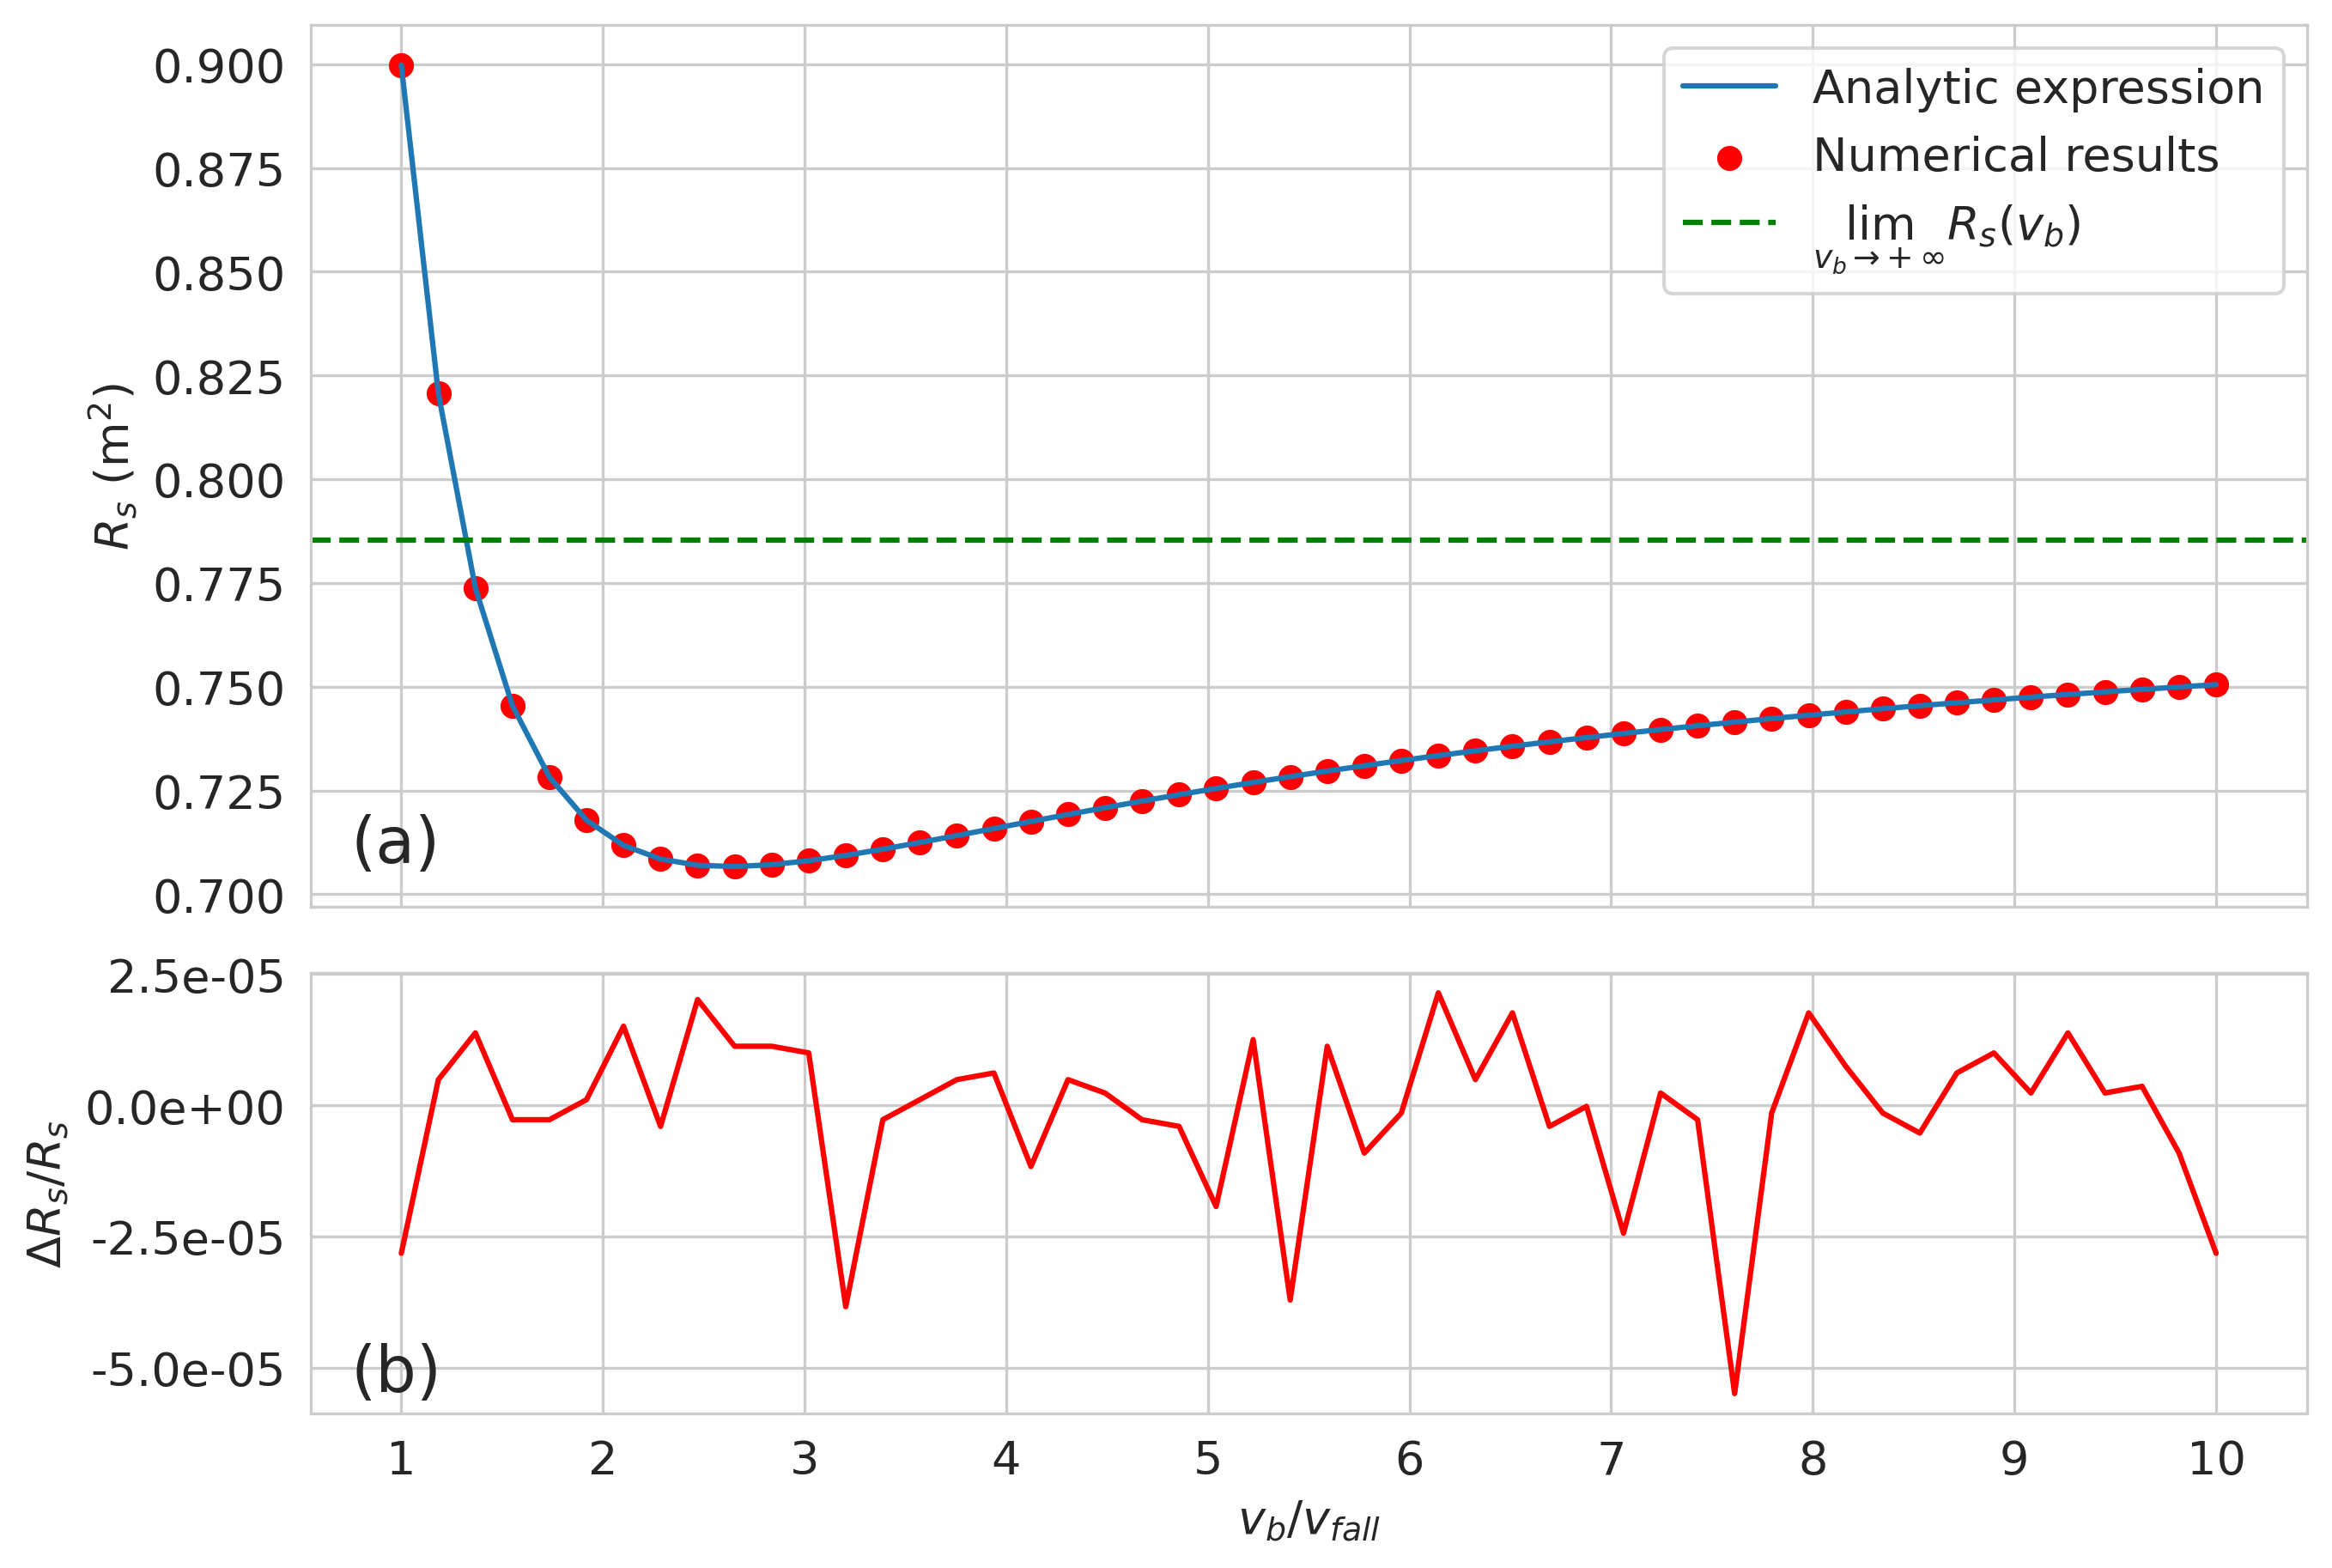 0.900
0.875
0.850
0.825
0.800
0.775
0.750
0.725
0.700
R_s (m²)
Analytic expression
Numerical results
lim R_s(v_b)
v_b→+∞
(a)
2.5e-05
0.0e+00
-2.5e-05
-5.0e-05
ΔR_s/R_s
(b)
1 2 3 4 5 6 7 8 9 10
v_b/v_fall